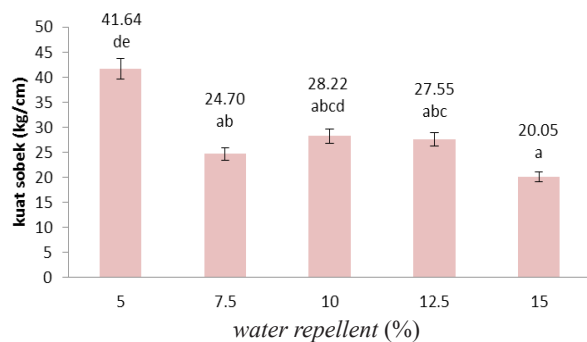 41.64
de
24.70
ab
28.22
abcd
27.55
abc
20.05
a
kuat sobek (kg/cm)
50
45
40
35
30
25
20
15
10
5
0
5 7.5 10 12.5 15
water repellent (%)